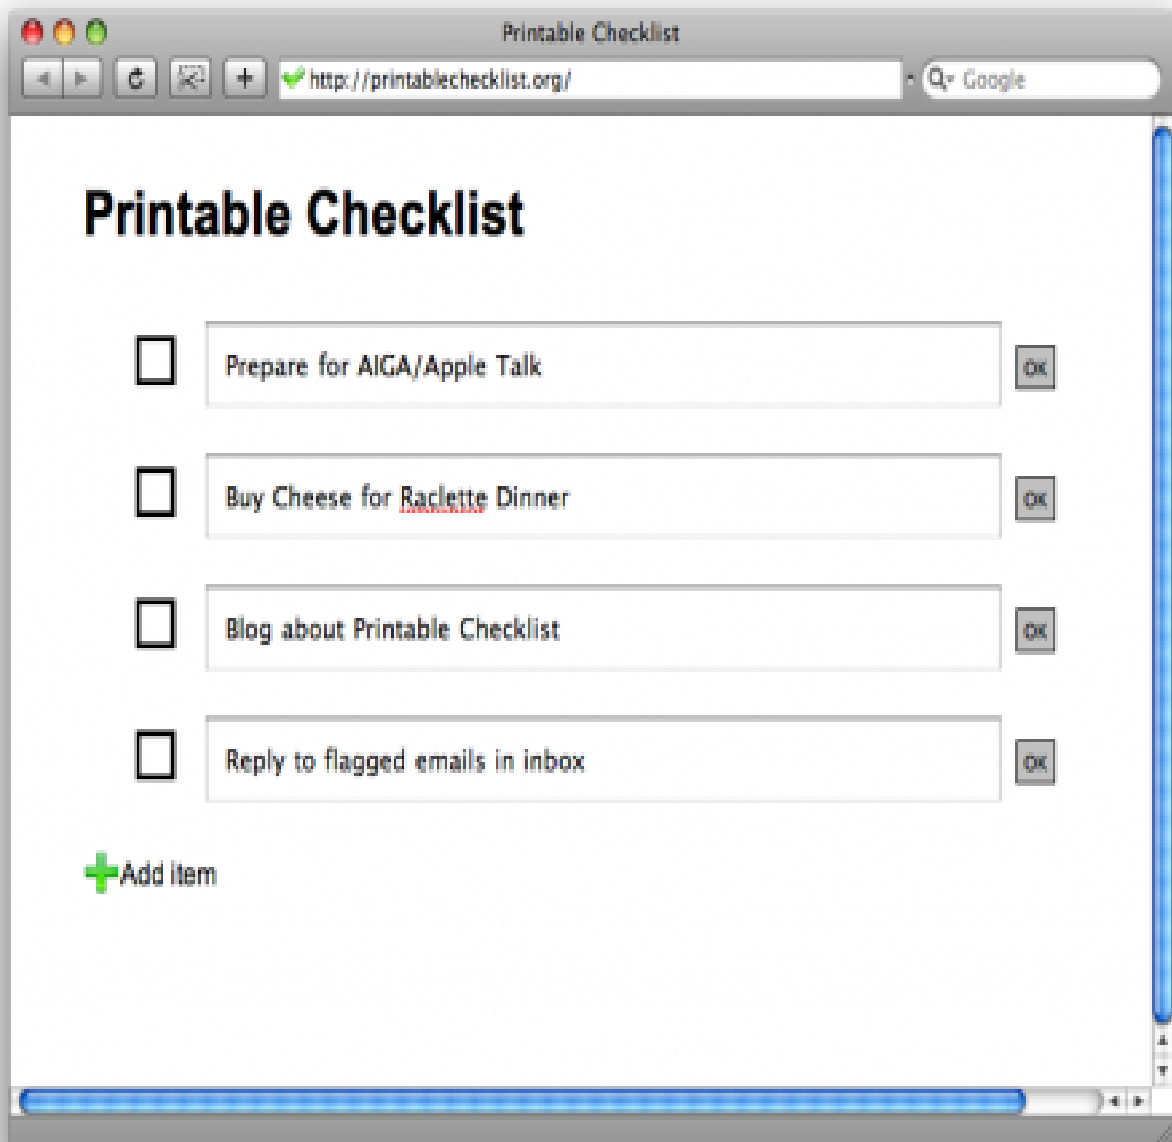 Printable Checklist
http://printablechecklist.org/
Google
Printable Checklist
Prepare for AIGA/Apple Talk
OK
Buy Cheese for Raclette Dinner
OK
Blog about Printable Checklist
OK
Reply to flagged emails in inbox
OK
Add item